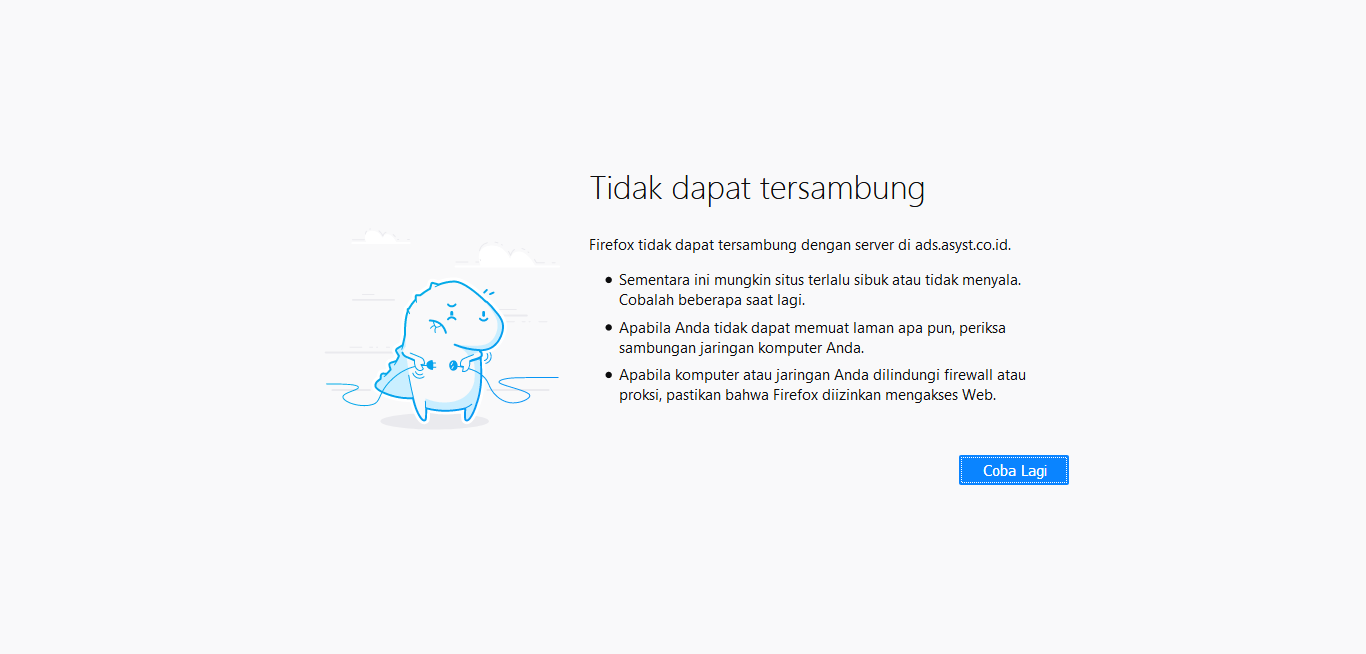 Tidak dapat tersambung
Firefox tidak dapat tersambung dengan server di ads.asyst.co.id.
Sementara ini mungkin situs terlalu sibuk atau tidak menyala.
Cobalah beberapa saat lagi.
Apabila Anda tidak dapat memuat laman apa pun, periksa
sambungan jaringan komputer Anda.
Apabila komputer atau jaringan Anda dilindungi firewall atau
proksi, pastikan bahwa Firefox diizinkan mengakses Web.
Coba Lagi